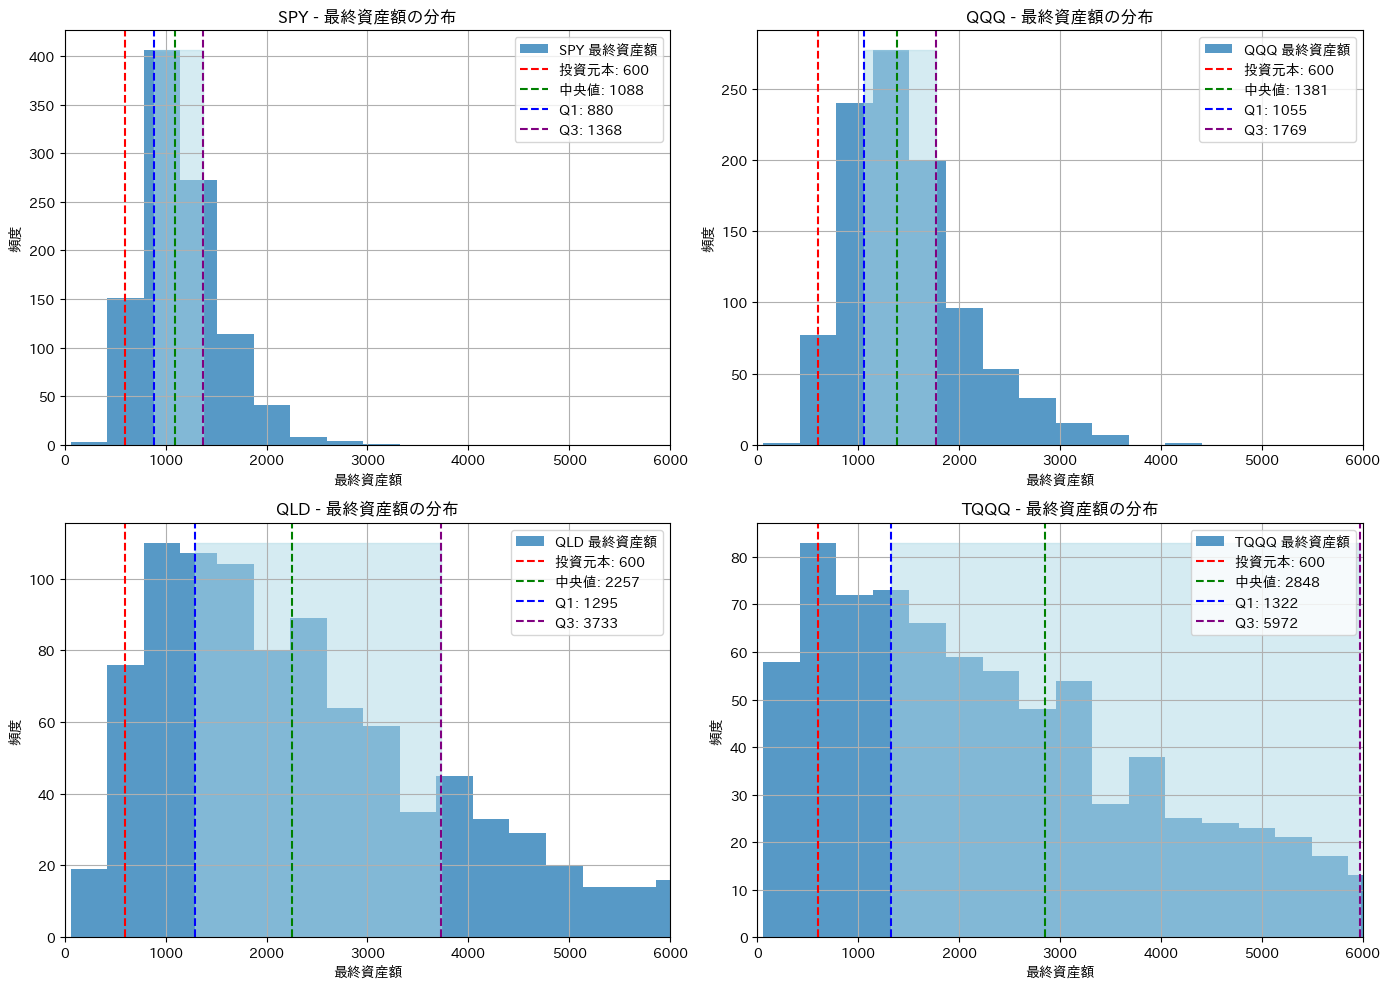 SPY - 最終資産額の分布
400
350
300
250
200
150
100
50
0
頻度
0 1000 2000 3000 4000 5000 6000
最終資産額
SPY 最終資産額
投資元本: 600
中央値: 1088
Q1: 880
Q3: 1368
QQQ - 最終資産額の分布
250
200
150
100
50
0
頻度
0 1000 2000 3000 4000 5000 6000
最終資産額
QQQ 最終資産額
投資元本: 600
中央値: 1381
Q1: 1055
Q3: 1769
QLD - 最終資産額の分布
100
80
60
40
20
0
頻度
0 1000 2000 3000 4000 5000 6000
最終資産額
QLD 最終資産額
投資元本: 600
中央値: 2257
Q1: 1295
Q3: 3733
TQQQ - 最終資産額の分布
80
70
60
50
40
30
20
10
0
頻度
0 1000 2000 3000 4000 5000 6000
最終資産額
TQQQ 最終資産額
投資元本: 600
中央値: 2848
Q1: 1322
Q3: 5972